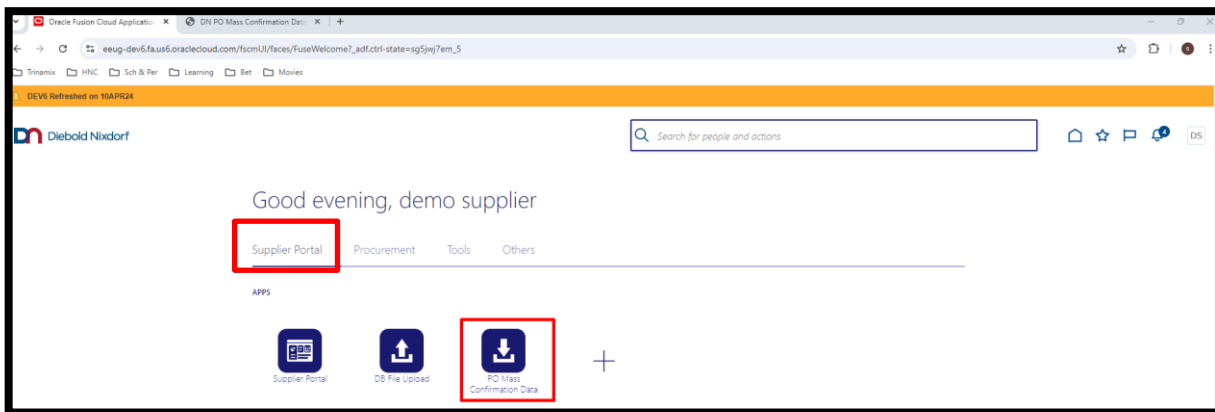 Oracle Fusion Cloud Applicatio
DN PO Mass Confirmation Dat
eeug-dev6.fa.us6.oraclecloud.com/fscmUI/faces/FuseWelcome?_adf.ctrl-state=sg5jwj7em_5
Trinamix HNC Sch & Per Learning Bet Movies
DEV6 Refreshed on 10APR24
DN Diebold Nixdorf
Search for people and actions
4
DS
Good evening, demo supplier
Supplier Portal Procurement Tools Others
APPS
Supplier Portal
DB File Upload
PO Mass
Confirmation Data